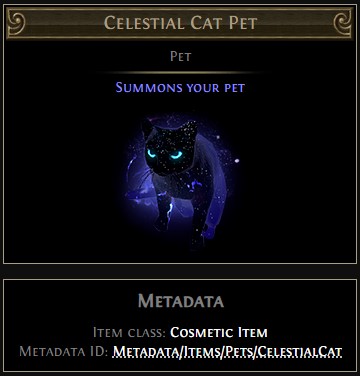 Celestial Cat Pet
Pet
Summons your pet
Metadata
Item class: Cosmetic Item
Metadata ID: Metadata/Items/Pets/CelestialCat